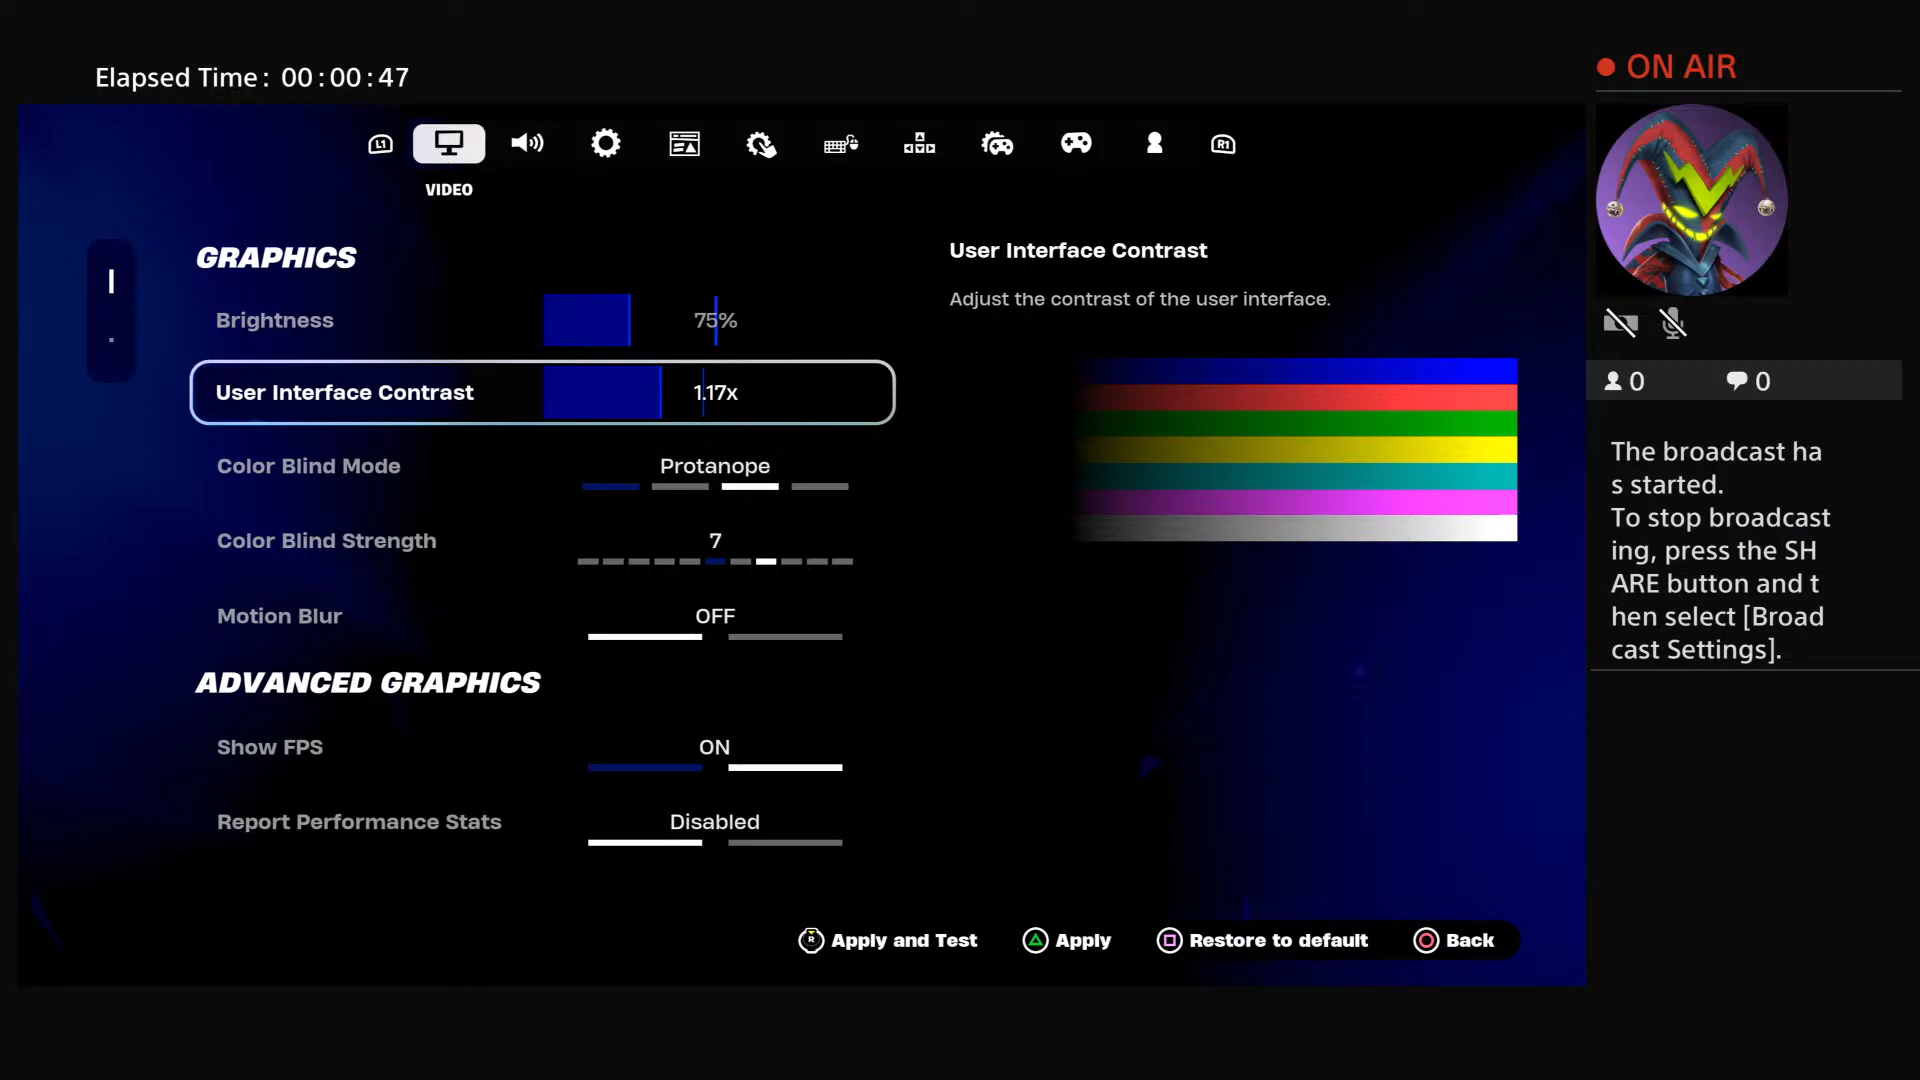 Elapsed Time: 00:00:47
ON AIR
L1
R1
VIDEO
GRAPHICS
Brightness 75%
User Interface Contrast 1.17x
Color Blind Mode Protanope
Color Blind Strength 7
Motion Blur OFF
ADVANCED GRAPHICS
Show FPS ON
Report Performance Stats Disabled
User Interface Contrast
Adjust the contrast of the user interface.
0 0
The broadcast ha
s started.
To stop broadcast
ing, press the SH
ARE button and t
hen select [Broad
cast Settings].
R Apply and Test Apply Restore to default Back